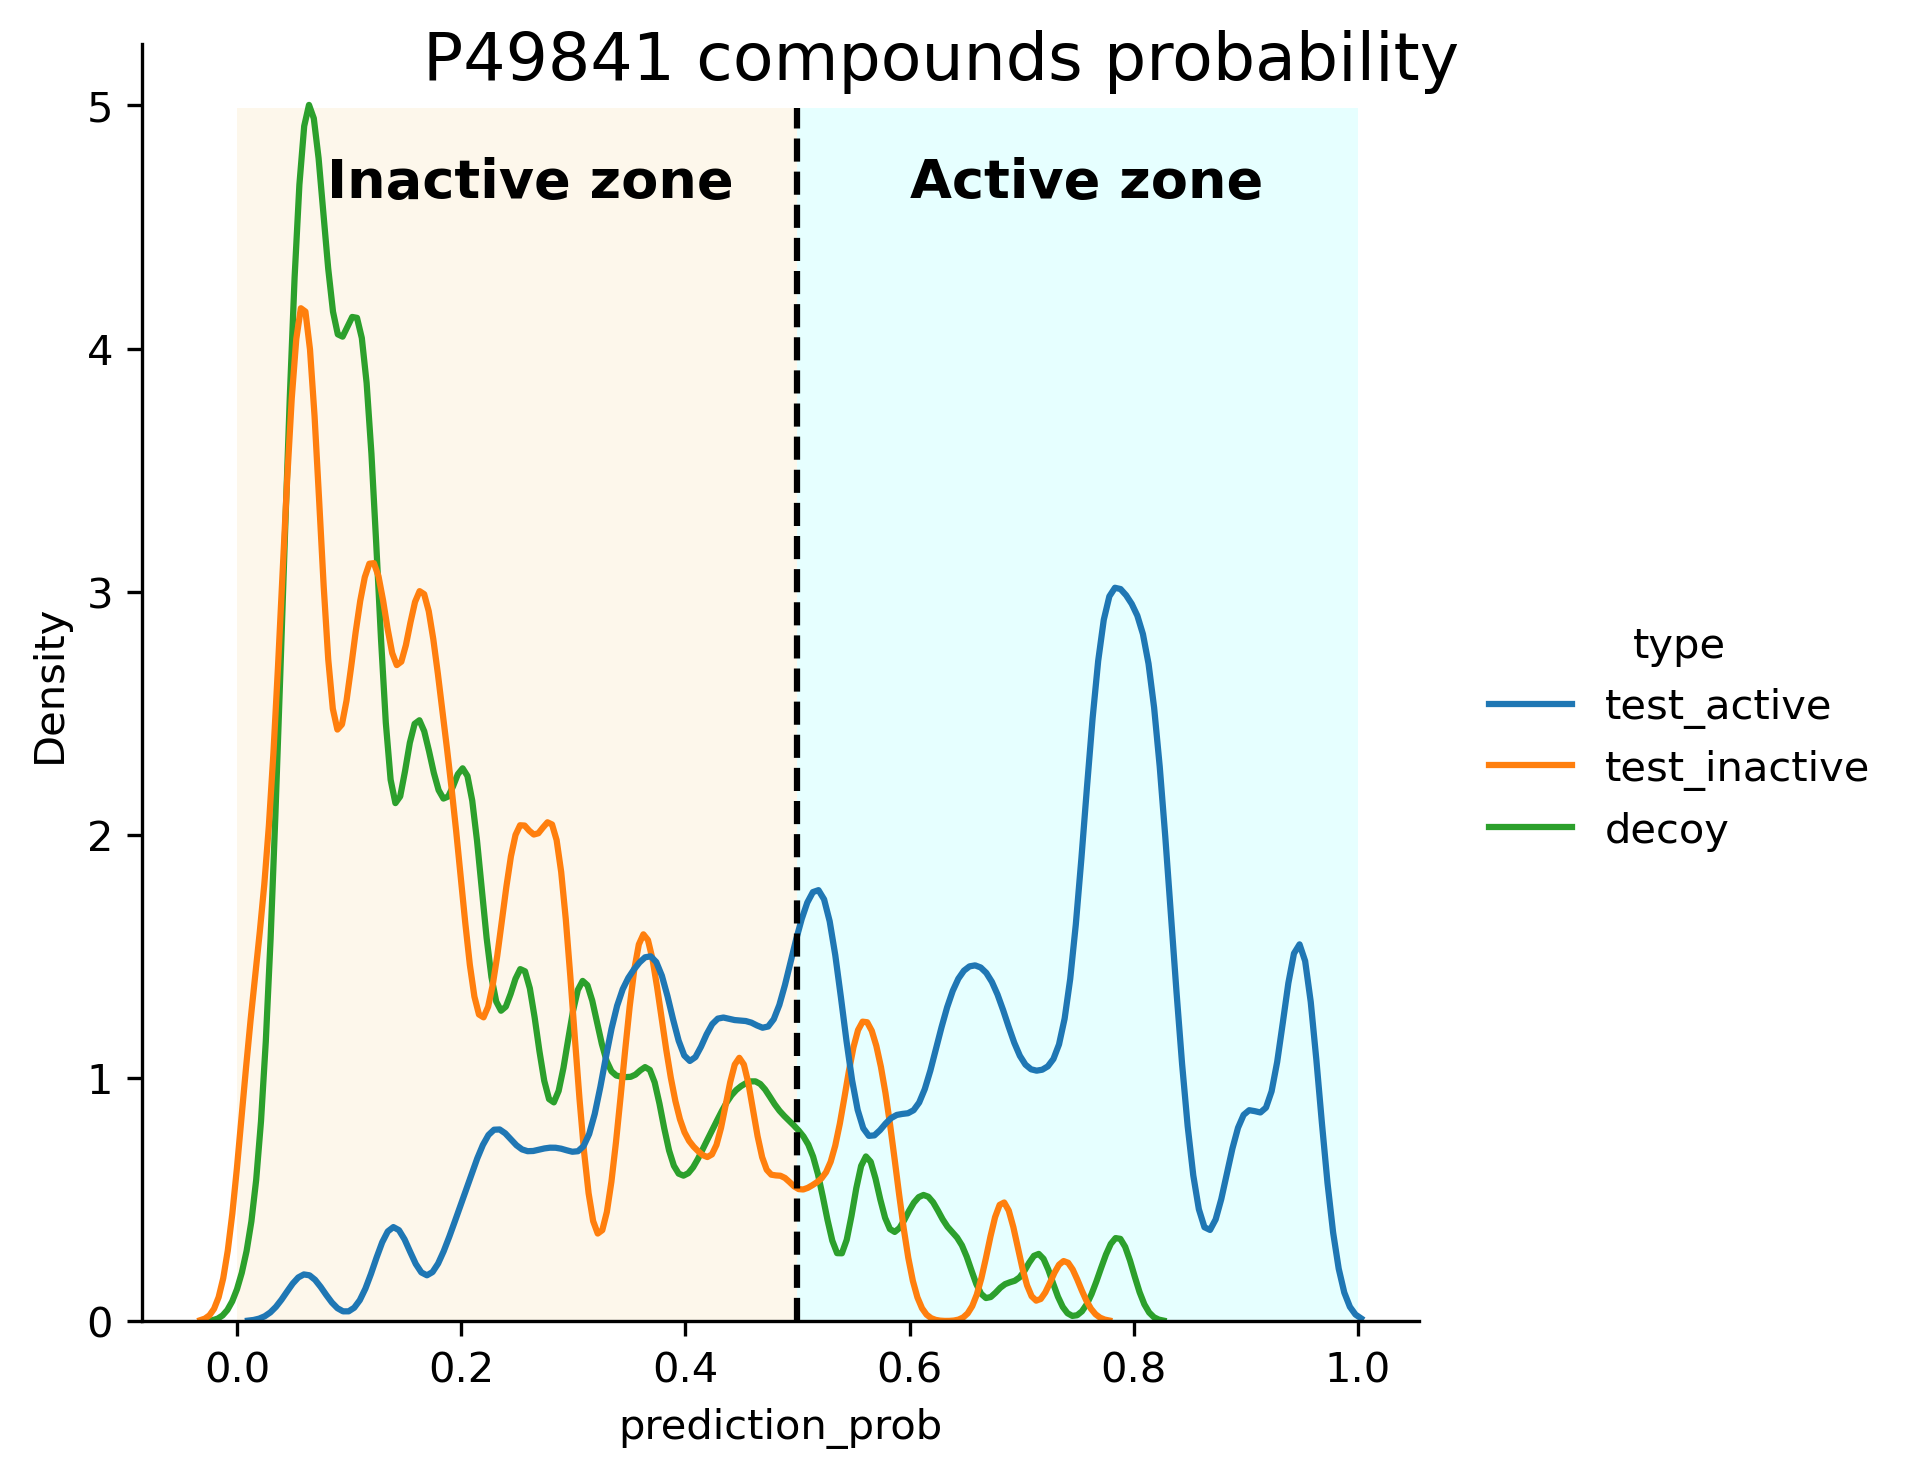 P49841 compounds probability
Inactive zone
Active zone
Density
5
4
3
2
1
0
0.0 0.2 0.4 0.6 0.8 1.0
prediction_prob
type
test_active
test_inactive
decoy